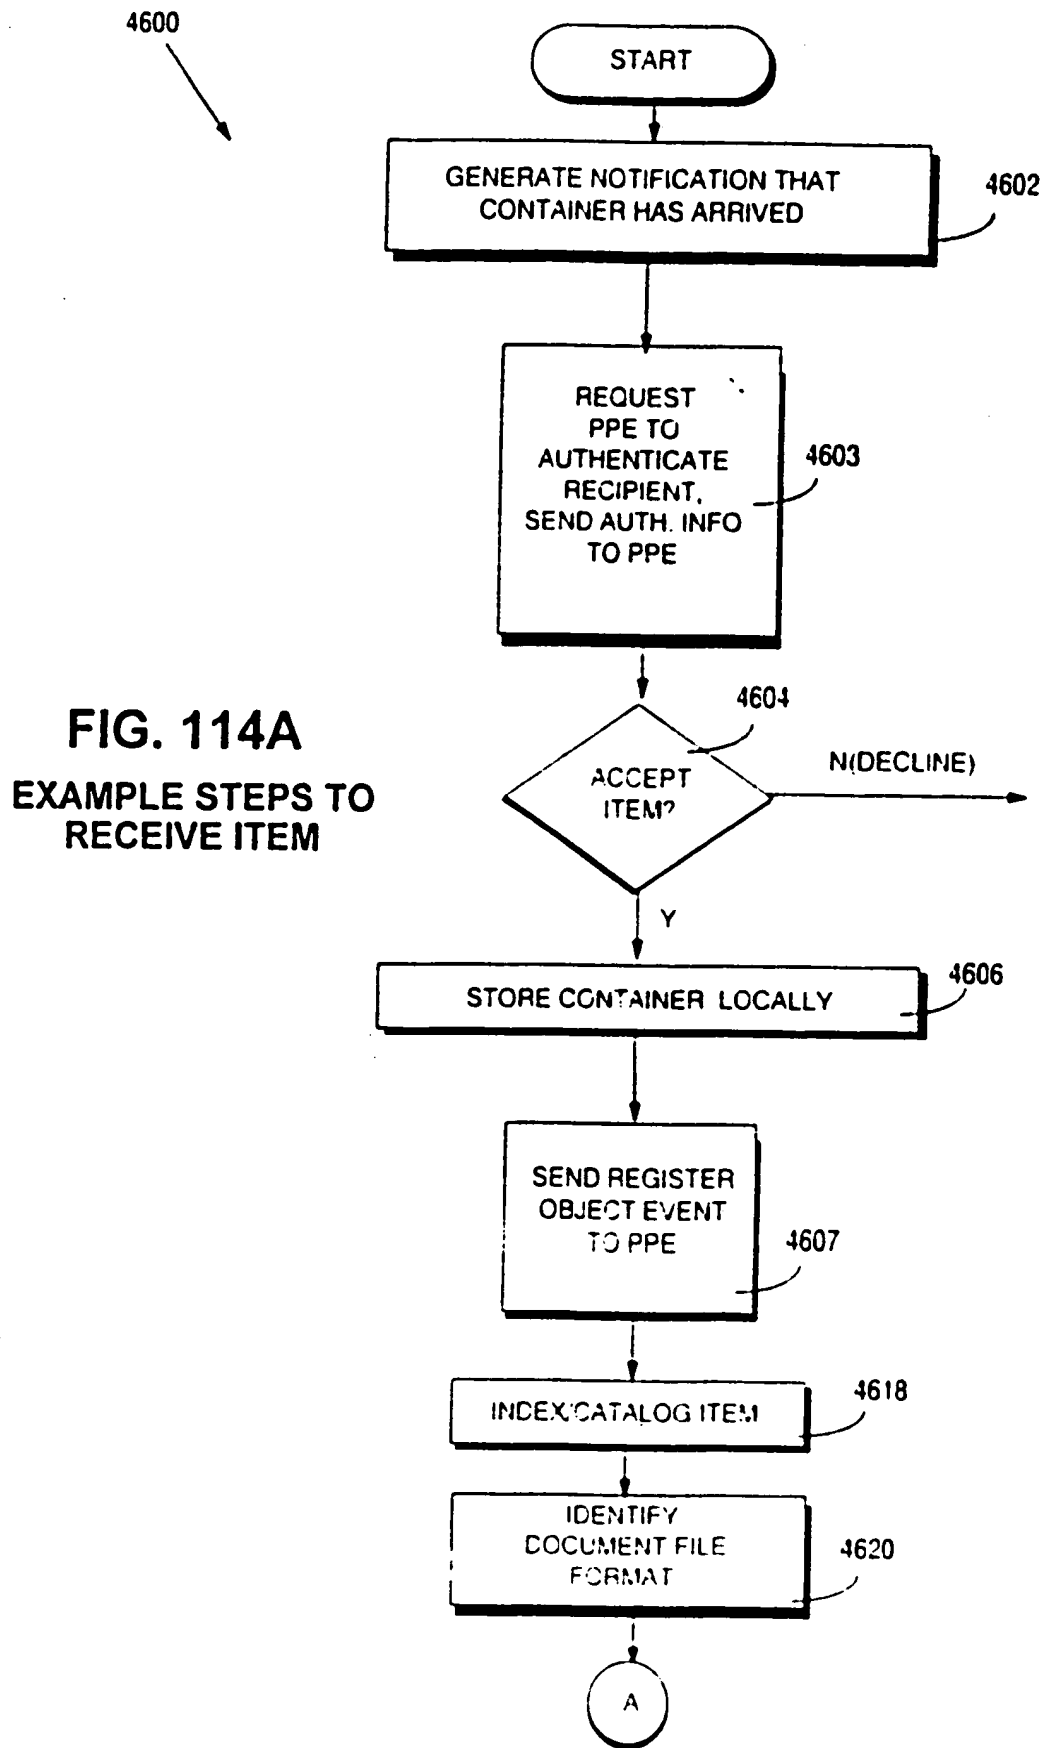 4600
START
GENERATE NOTIFICATION THAT
CONTAINER HAS ARRIVED
4602
REQUEST
PPE TO
AUTHENTICATE
RECIPIENT,
SEND AUTH. INFO
TO PPE
4603
FIG. 114A
EXAMPLE STEPS TO
RECEIVE ITEM
4604
ACCEPT
ITEM?
N(DECLINE)
Y
STORE CONTAINER LOCALLY
4606
SEND REGISTER
OBJECT EVENT
TO PPE
4607
INDEX/CATALOG ITEM
4618
IDENTIFY
DOCUMENT FILE
FORMAT
4620
A